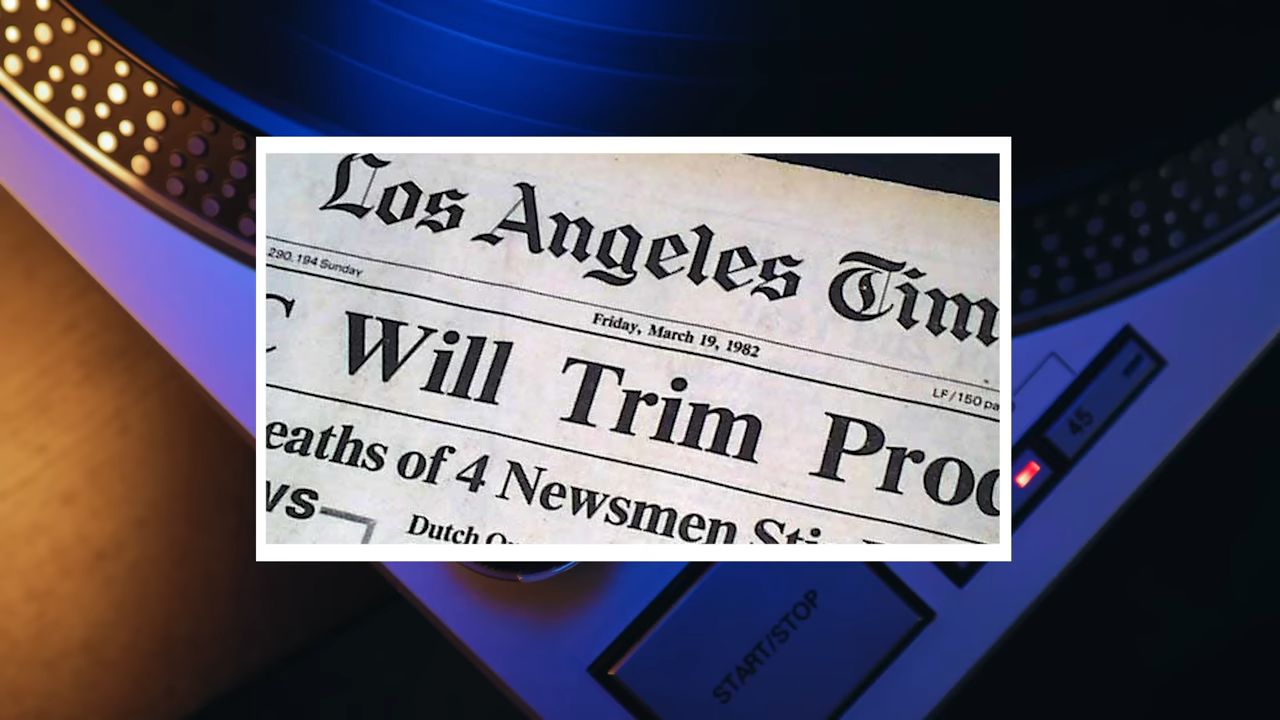 Los Angeles Tim
290,194 Sunday
Friday, March 19, 1982
LF/150 pa
C Will Trim Proc
eaths of 4 Newsmen Sti
ws
Dutch
45
START/STOP